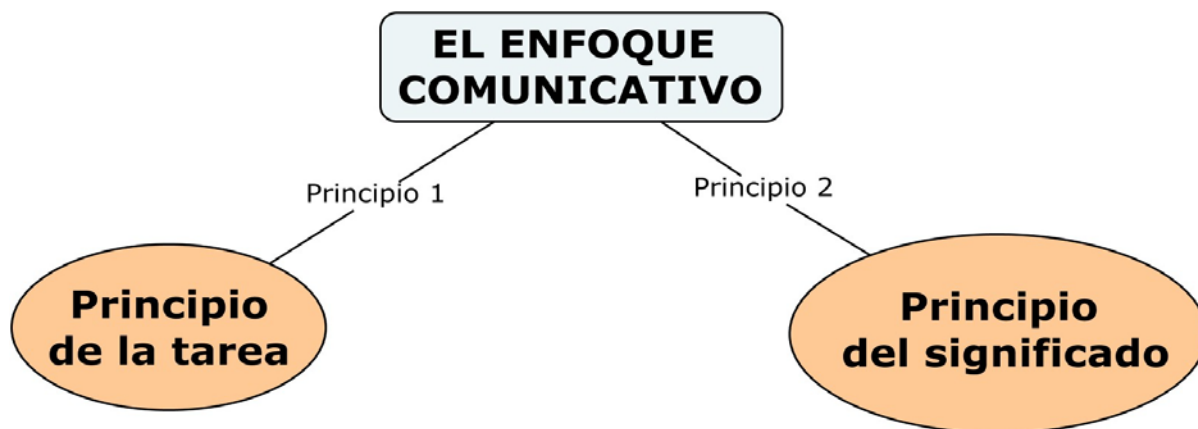 EL ENFOQUE
COMUNICATIVO
Principio 1
Principio 2
Principio
de la tarea
Principio
del significado